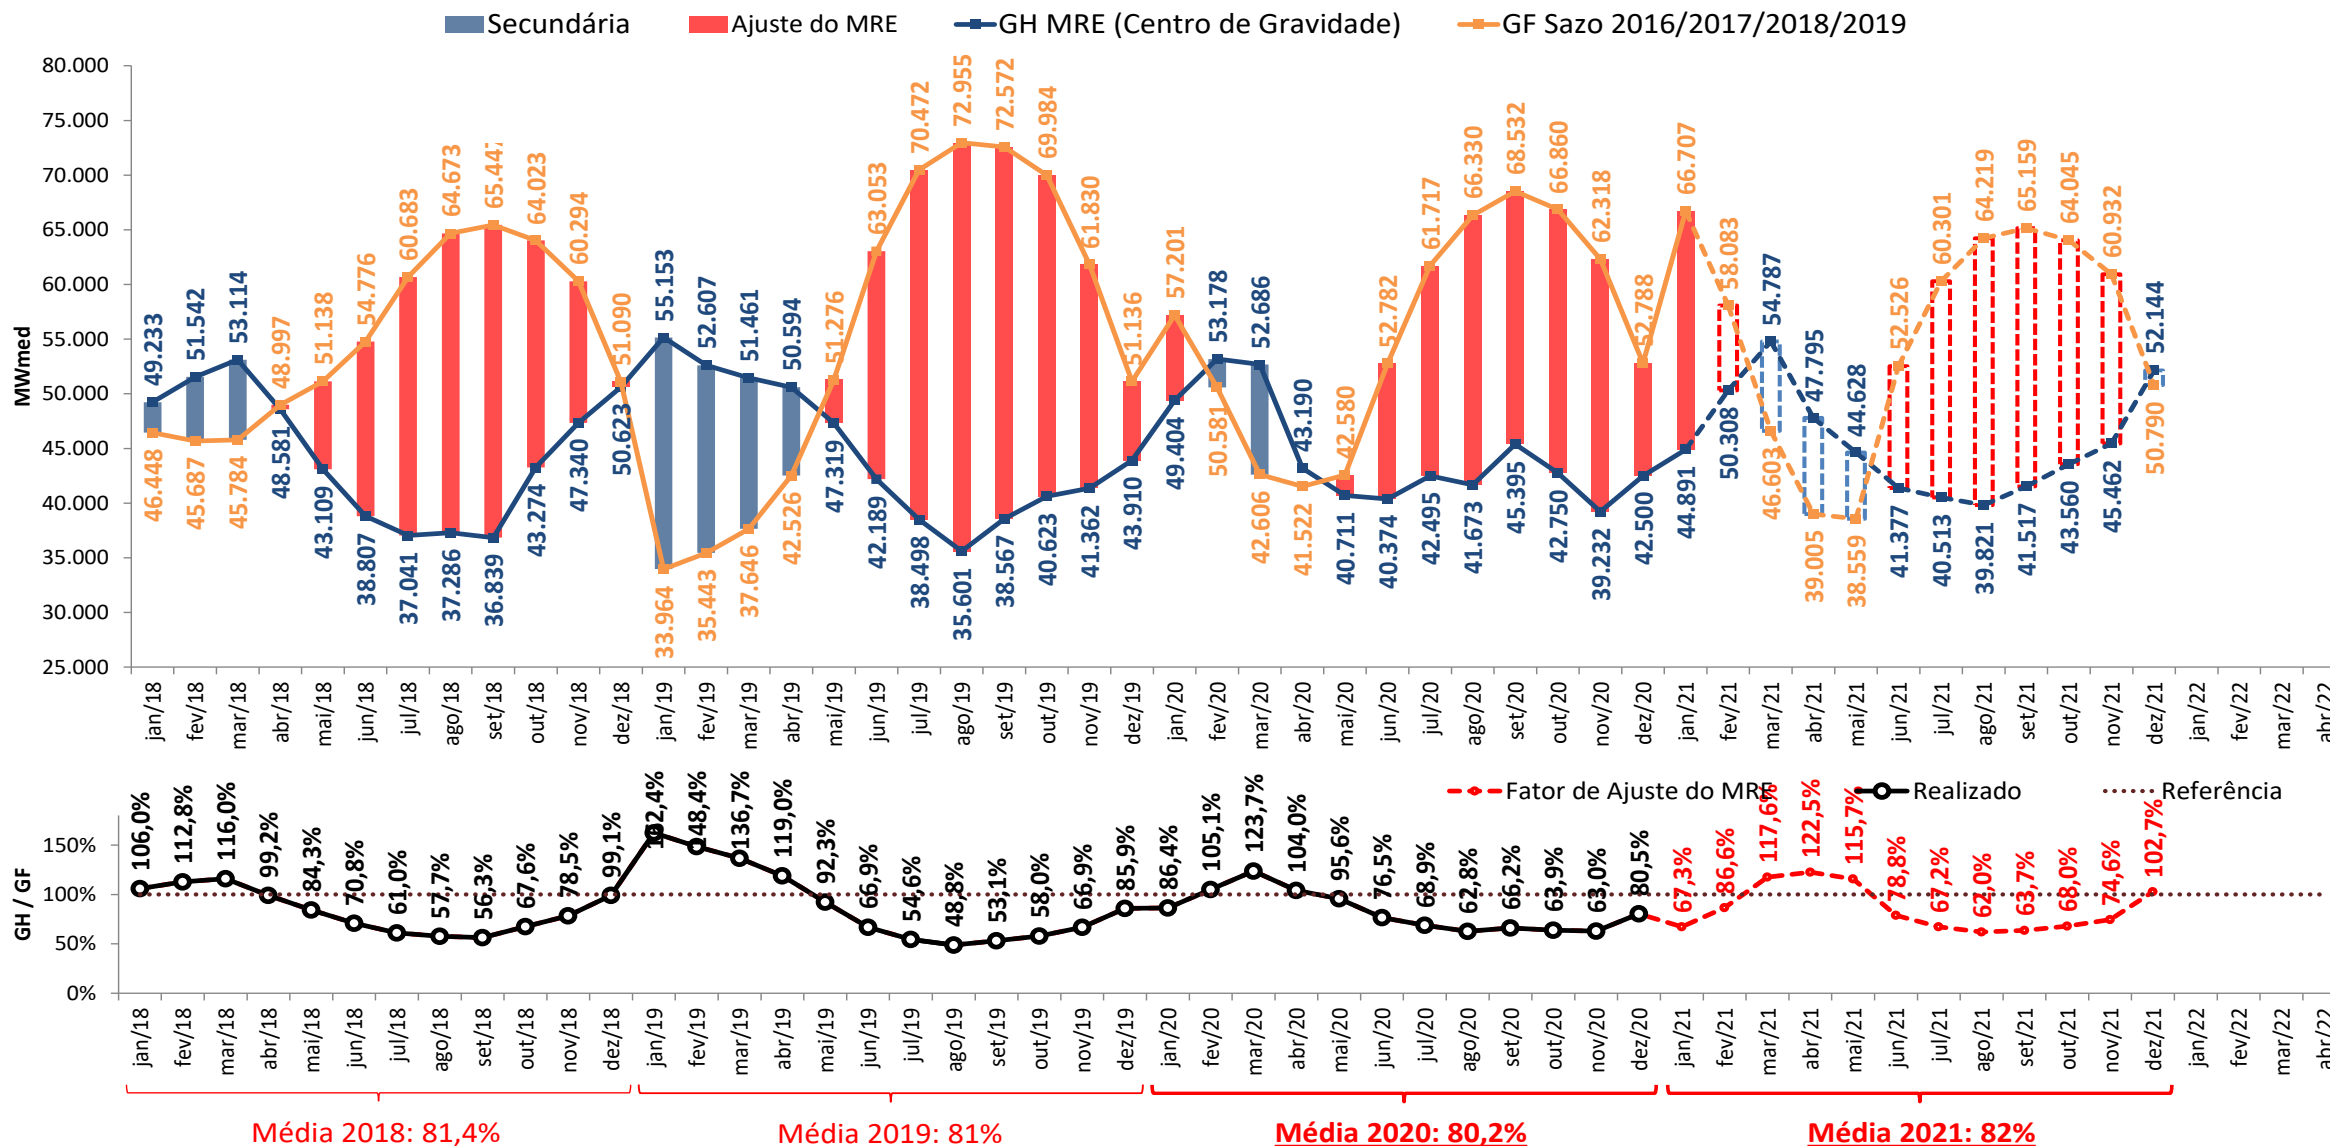 Secundária Ajuste do MRE GH MRE (Centro de Gravidade) GF Sazo 2016/2017/2018/2019
MWmed
80.000
75.000
70.000
65.000
60.000
55.000
50.000
45.000
40.000
35.000
30.000
25.000
49.233 51.542 53.114 48.581 43.109 38.807 37.041 37.286 36.839 43.274 47.340 50.623 55.153 52.607 51.461 50.594 47.319 42.189 38.498 35.601 38.567 40.623 41.362 43.910 49.404 53.178 52.686 43.190 40.711 40.374 42.495 41.673 45.395 42.750 39.232 42.500 44.891 50.308 54.787 47.795 44.628 41.377 40.513 39.821 41.517 43.560 45.462 52.144
46.448 45.687 45.784 48.997 51.138 54.776 60.683 64.673 65.447 64.023 60.294 51.090 33.964 35.443 37.646 42.526 51.276 63.053 70.472 72.955 72.572 69.984 61.830 51.136 57.201 50.581 42.606 41.522 42.580 52.782 61.717 66.330 68.532 66.860 62.318 52.788 66.707 58.083 46.603 39.005 38.559 52.526 60.301 64.219 65.159 64.045 60.932 50.790
jan/18 fev/18 mar/18 abr/18 mai/18 jun/18 jul/18 ago/18 set/18 out/18 nov/18 dez/18 jan/19 fev/19 mar/19 abr/19 mai/19 jun/19 jul/19 ago/19 set/19 out/19 nov/19 dez/19 jan/20 fev/20 mar/20 abr/20 mai/20 jun/20 jul/20 ago/20 set/20 out/20 nov/20 dez/20 jan/21 fev/21 mar/21 abr/21 mai/21 jun/21 jul/21 ago/21 set/21 out/21 nov/21 dez/21 jan/22 fev/22 mar/22 abr/22
Fator de Ajuste do MRE Realizado Referência
GH / GF
150%
100%
50%
0%
106,0% 112,8% 116,0% 99,2% 84,3% 70,8% 61,0% 57,7% 56,3% 67,6% 78,5% 99,1% 162,4% 148,4% 136,7% 119,0% 92,3% 66,9% 54,6% 48,8% 53,1% 58,0% 66,9% 85,9% 86,4% 105,1% 123,7% 104,0% 95,6% 76,5% 68,9% 62,8% 66,2% 63,9% 63,0% 80,5% 67,3% 86,6% 117,6% 122,5% 115,7% 78,8% 67,2% 62,0% 63,7% 68,0% 74,6% 102,7%
jan/18 fev/18 mar/18 abr/18 mai/18 jun/18 jul/18 ago/18 set/18 out/18 nov/18 dez/18 jan/19 fev/19 mar/19 abr/19 mai/19 jun/19 jul/19 ago/19 set/19 out/19 nov/19 dez/19 jan/20 fev/20 mar/20 abr/20 mai/20 jun/20 jul/20 ago/20 set/20 out/20 nov/20 dez/20 jan/21 fev/21 mar/21 abr/21 mai/21 jun/21 jul/21 ago/21 set/21 out/21 nov/21 dez/21 jan/22 fev/22 mar/22 abr/22
Média 2018: 81,4% Média 2019: 81% Média 2020: 80,2% Média 2021: 82%